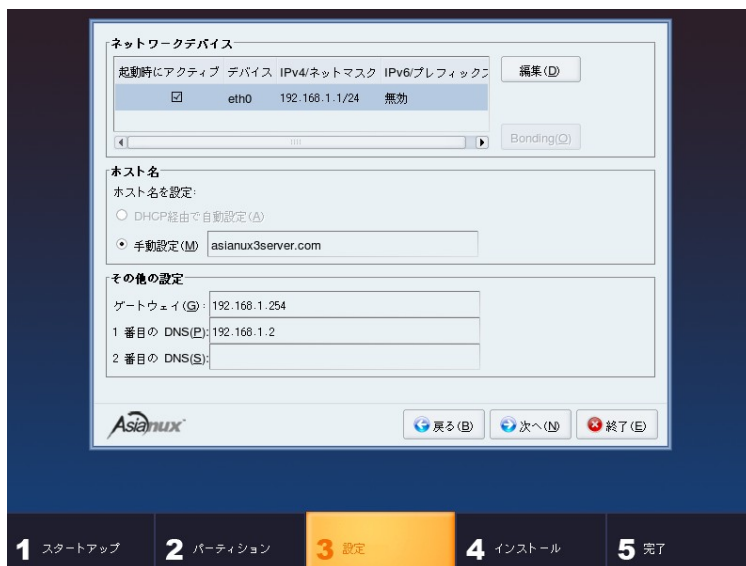 ネットワークデバイス
起動時にアクティブ デバイス IPv4/ネットマスク IPv6/プレフィックス
eth0 192.168.1.1/24 無効
編集(D)
Bonding(O)
ホスト名
ホスト名を設定:
DHCP経由で自動設定(A)
手動設定(M) asianux3server.com
その他の設定
ゲートウェイ(G): 192.168.1.254
1 番目の DNS(P): 192.168.1.2
2 番目の DNS(S):
Asianux
戻る(B) 次へ(N) 終了(E)
1 スタートアップ 2 パーティション 3 設定 4 インストール 5 完了